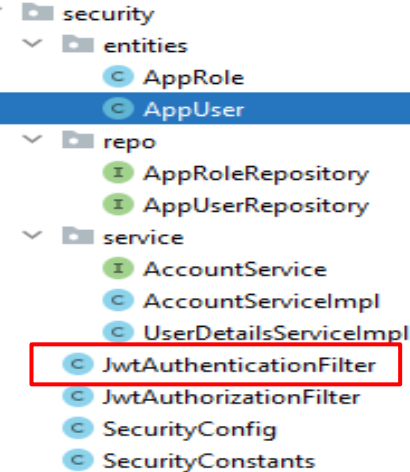 security
entities
AppRole
AppUser
repo
AppRoleRepository
AppUserRepository
service
AccountService
AccountServiceImpl
UserDetailsServiceImpl
JwtAuthenticationFilter
JwtAuthorizationFilter
SecurityConfig
SecurityConstants